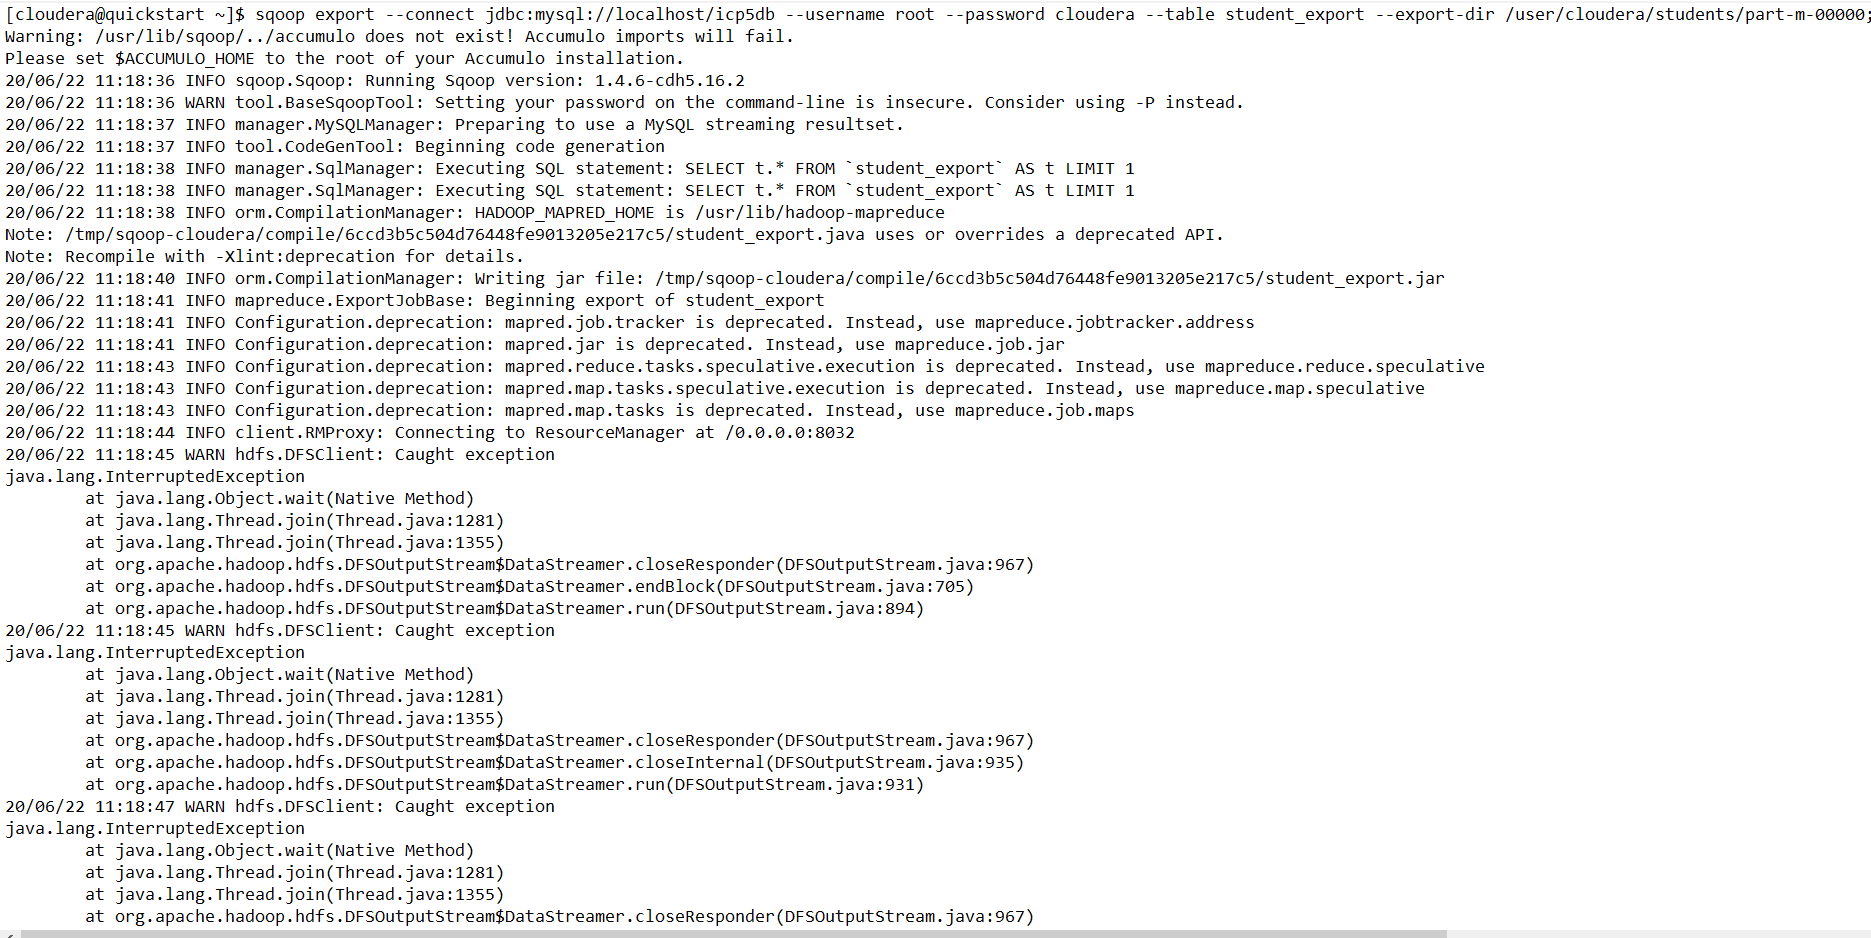 [cloudera@quickstart ~]$ sqoop export --connect jdbc:mysql://localhost/icp5db --username root --password cloudera --table student_export --export-dir /user/cloudera/students/part-m-00000;
Warning: /usr/lib/sqoop/../accumulo does not exist! Accumulo imports will fail.
Please set $ACCUMULO_HOME to the root of your Accumulo installation.
20/06/22 11:18:36 INFO sqoop.Sqoop: Running Sqoop version: 1.4.6-cdh5.16.2
20/06/22 11:18:36 WARN tool.BaseSqoopTool: Setting your password on the command-line is insecure. Consider using -P instead.
20/06/22 11:18:37 INFO manager.MySQLManager: Preparing to use a MySQL streaming resultset.
20/06/22 11:18:37 INFO tool.CodeGenTool: Beginning code generation
20/06/22 11:18:38 INFO manager.SqlManager: Executing SQL statement: SELECT t.* FROM `student_export` AS t LIMIT 1
20/06/22 11:18:38 INFO manager.SqlManager: Executing SQL statement: SELECT t.* FROM `student_export` AS t LIMIT 1
20/06/22 11:18:38 INFO orm.CompilationManager: HADOOP_MAPRED_HOME is /usr/lib/hadoop-mapreduce
Note: /tmp/sqoop-cloudera/compile/6ccd3b5c504d76448fe9013205e217c5/student_export.java uses or overrides a deprecated API.
Note: Recompile with -Xlint:deprecation for details.
20/06/22 11:18:40 INFO orm.CompilationManager: Writing jar file: /tmp/sqoop-cloudera/compile/6ccd3b5c504d76448fe9013205e217c5/student_export.jar
20/06/22 11:18:41 INFO mapreduce.ExportJobBase: Beginning export of student_export
20/06/22 11:18:41 INFO Configuration.deprecation: mapred.job.tracker is deprecated. Instead, use mapreduce.jobtracker.address
20/06/22 11:18:41 INFO Configuration.deprecation: mapred.jar is deprecated. Instead, use mapreduce.job.jar
20/06/22 11:18:43 INFO Configuration.deprecation: mapred.reduce.tasks.speculative.execution is deprecated. Instead, use mapreduce.reduce.speculative
20/06/22 11:18:43 INFO Configuration.deprecation: mapred.map.tasks.speculative.execution is deprecated. Instead, use mapreduce.map.speculative
20/06/22 11:18:43 INFO Configuration.deprecation: mapred.map.tasks is deprecated. Instead, use mapreduce.job.maps
20/06/22 11:18:44 INFO client.RMProxy: Connecting to ResourceManager at /0.0.0.0:8032
20/06/22 11:18:45 WARN hdfs.DFSClient: Caught exception
java.lang.InterruptedException
        at java.lang.Object.wait(Native Method)
        at java.lang.Thread.join(Thread.java:1281)
        at java.lang.Thread.join(Thread.java:1355)
        at org.apache.hadoop.hdfs.DFSOutputStream$DataStreamer.closeResponder(DFSOutputStream.java:967)
        at org.apache.hadoop.hdfs.DFSOutputStream$DataStreamer.endBlock(DFSOutputStream.java:705)
        at org.apache.hadoop.hdfs.DFSOutputStream$DataStreamer.run(DFSOutputStream.java:894)
20/06/22 11:18:45 WARN hdfs.DFSClient: Caught exception
java.lang.InterruptedException
        at java.lang.Object.wait(Native Method)
        at java.lang.Thread.join(Thread.java:1281)
        at java.lang.Thread.join(Thread.java:1355)
        at org.apache.hadoop.hdfs.DFSOutputStream$DataStreamer.closeResponder(DFSOutputStream.java:967)
        at org.apache.hadoop.hdfs.DFSOutputStream$DataStreamer.closeInternal(DFSOutputStream.java:935)
        at org.apache.hadoop.hdfs.DFSOutputStream$DataStreamer.run(DFSOutputStream.java:931)
20/06/22 11:18:47 WARN hdfs.DFSClient: Caught exception
java.lang.InterruptedException
        at java.lang.Object.wait(Native Method)
        at java.lang.Thread.join(Thread.java:1281)
        at java.lang.Thread.join(Thread.java:1355)
        at org.apache.hadoop.hdfs.DFSOutputStream$DataStreamer.closeResponder(DFSOutputStream.java:967)